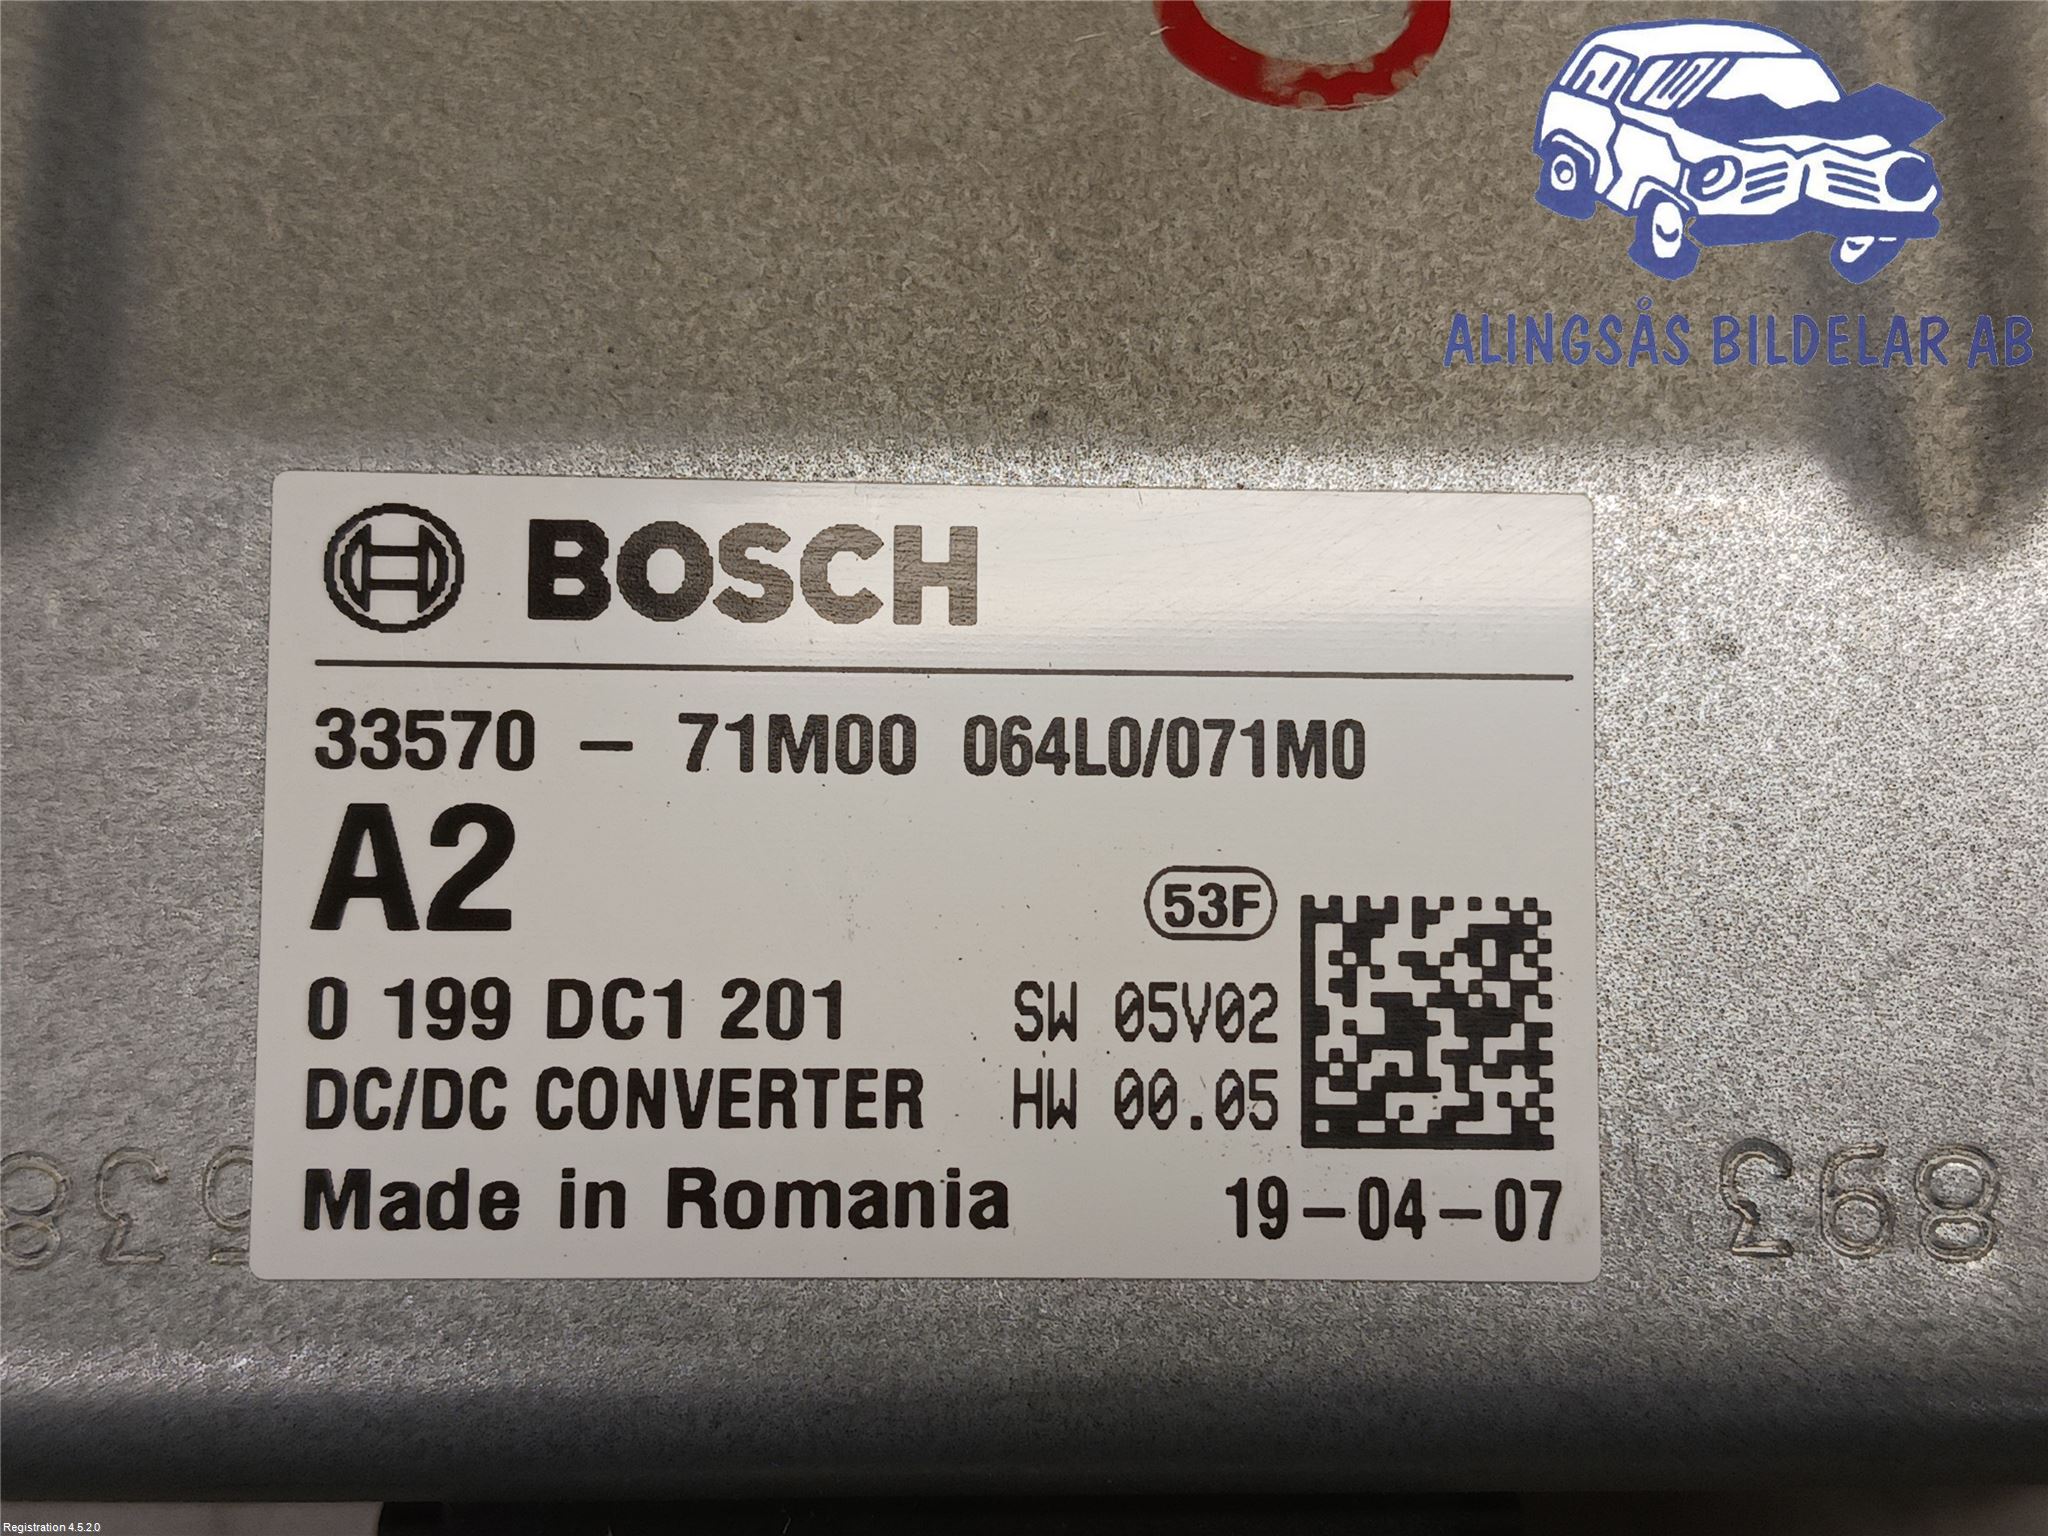 ALINGSÅS BILDELAR AB
BOSCH
33570 - 71M00 064L0/071M0
A2
53F
0 199 DC1 201 SW 05V02
DC/DC CONVERTER HW 00.05
Made in Romania 19-04-07
Registration 4.5.2.0